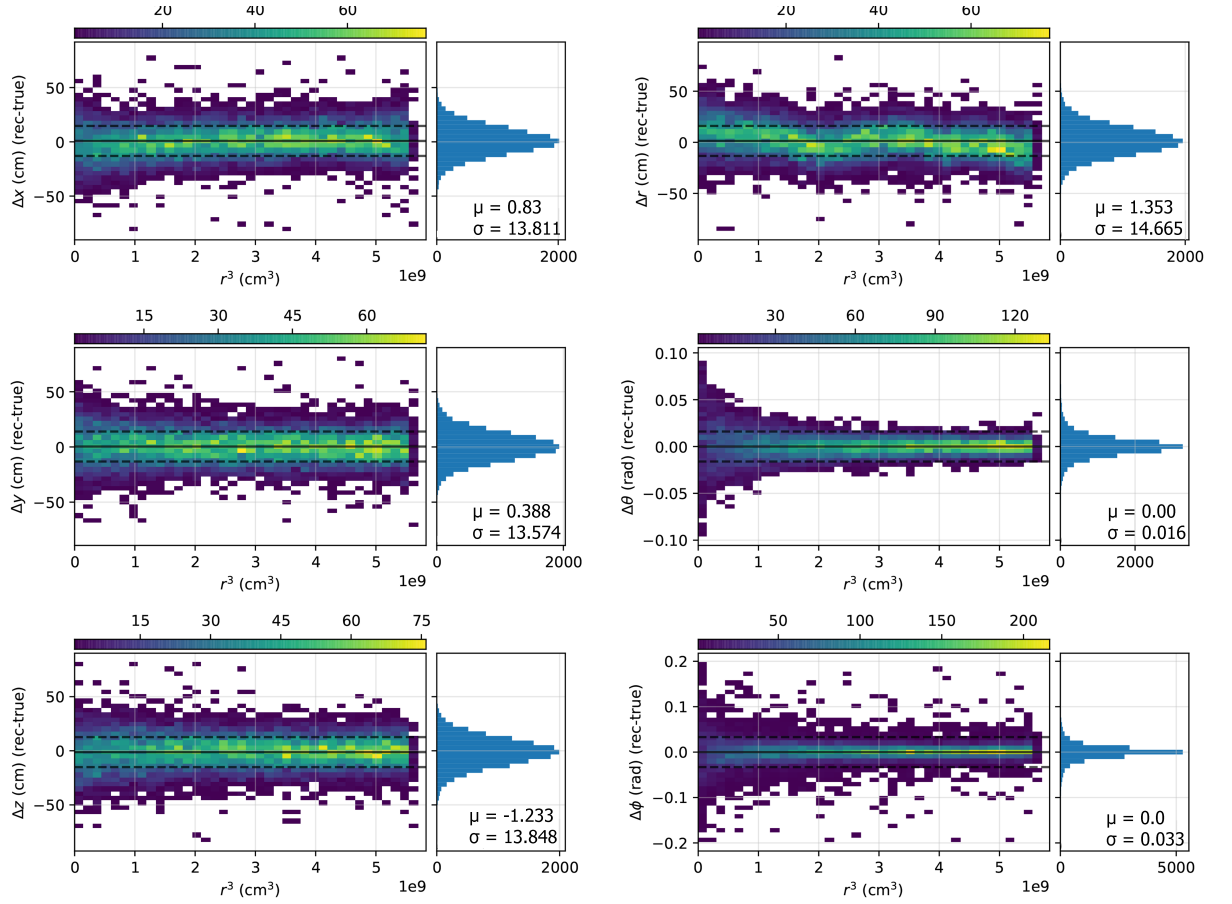 20 40 60
Δx (cm) (rec-true)
50
0
−50
μ = 0.83
σ = 13.811
0 1 2 3 4 5
1e9
r³ (cm³)
0 2000
20 40 60
Δr (cm) (rec-true)
50
0
−50
μ = 1.353
σ = 14.665
0 1 2 3 4 5
1e9
r³ (cm³)
0 1000 2000
15 30 45 60
Δy (cm) (rec-true)
50
0
−50
μ = 0.388
σ = 13.574
0 1 2 3 4 5
1e9
r³ (cm³)
0 2000
30 60 90 120
Δθ (rad) (rec-true)
0.10
0.05
0.00
−0.05
−0.10
μ = 0.00
σ = 0.016
0 1 2 3 4 5
1e9
r³ (cm³)
0 2000
15 30 45 60 75
Δz (cm) (rec-true)
50
0
−50
μ = -1.233
σ = 13.848
0 1 2 3 4 5
1e9
r³ (cm³)
0 2000
50 100 150 200
Δϕ (rad) (rec-true)
0.2
0.1
0.0
−0.1
−0.2
μ = 0.0
σ = 0.033
0 1 2 3 4 5
1e9
r³ (cm³)
0 5000